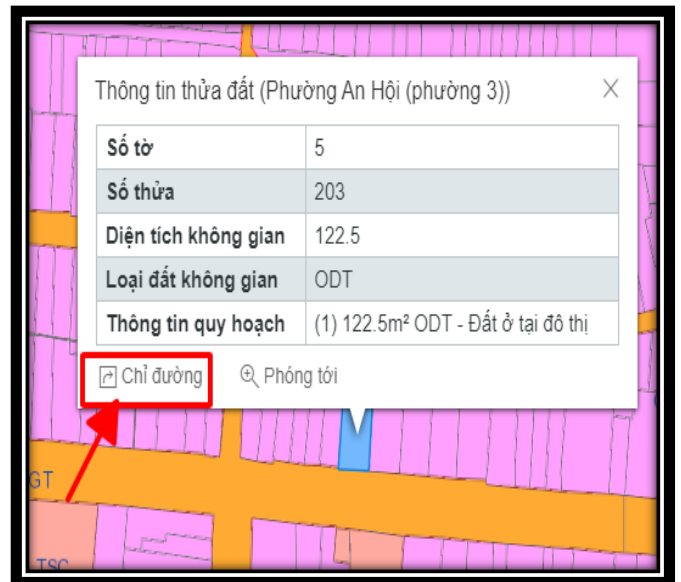 Thông tin thửa đất (Phường An Hội (phường 3))
Số tờ 5
Số thửa 203
Diện tích không gian 122.5
Loại đất không gian ODT
Thông tin quy hoạch (1) 122.5m² ODT - Đất ở tại đô thị
Chỉ đường Phóng tới
GT
TSC